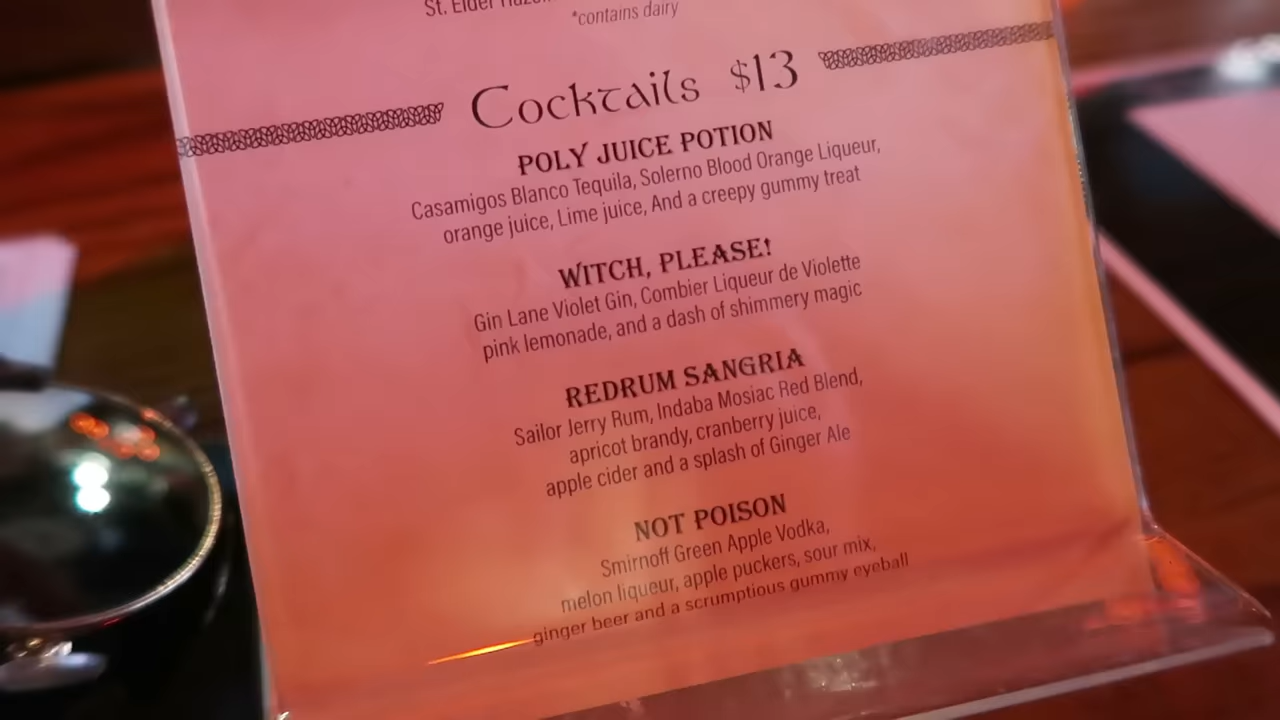 St. Elder
*contains dairy
Cocktails $13
POLY JUICE POTION
Casamigos Blanco Tequila, Solerno Blood Orange Liqueur,
orange juice, Lime juice, And a creepy gummy treat
WITCH, PLEASE!
Gin Lane Violet Gin, Combier Liqueur de Violette
pink lemonade, and a dash of shimmery magic
REDRUM SANGRIA
Sailor Jerry Rum, Indaba Mosiac Red Blend,
apricot brandy, cranberry juice,
apple cider and a splash of Ginger Ale
NOT POISON
Smirnoff Green Apple Vodka,
melon liqueur, apple puckers, sour mix,
ginger beer and a scrumptious gummy eyeball